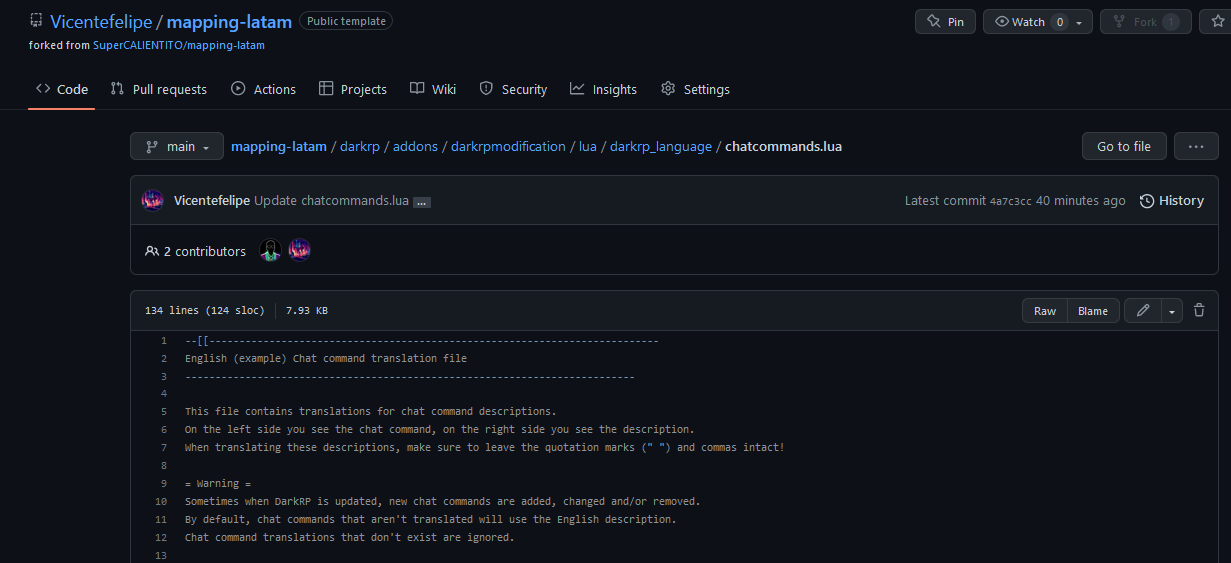 Vicentefelipe / mapping-latam Public template Pin Watch 0 Fork 1
forked from SuperCALIENTITO/mapping-latam
Code Pull requests Actions Projects Wiki Security Insights Settings
main mapping-latam / darkrp / addons / darkrpmodification / lua / darkrp_language / chatcommands.lua Go to file ...
Vicentefelipe Update chatcommands.lua ... Latest commit 4a7c3cc 40 minutes ago History
2 contributors
134 lines (124 sloc) 7.93 KB Raw Blame
1 --[[---------------------------------------------------------------------------
2 English (example) Chat command translation file
3 ---------------------------------------------------------------------------
4
5 This file contains translations for chat command descriptions.
6 On the left side you see the chat command, on the right side you see the description.
7 When translating these descriptions, make sure to leave the quotation marks (" ") and commas intact!
8
9 = Warning =
10 Sometimes when DarkRP is updated, new chat commands are added, changed and/or removed.
11 By default, chat commands that aren't translated will use the English description.
12 Chat command translations that don't exist are ignored.
13